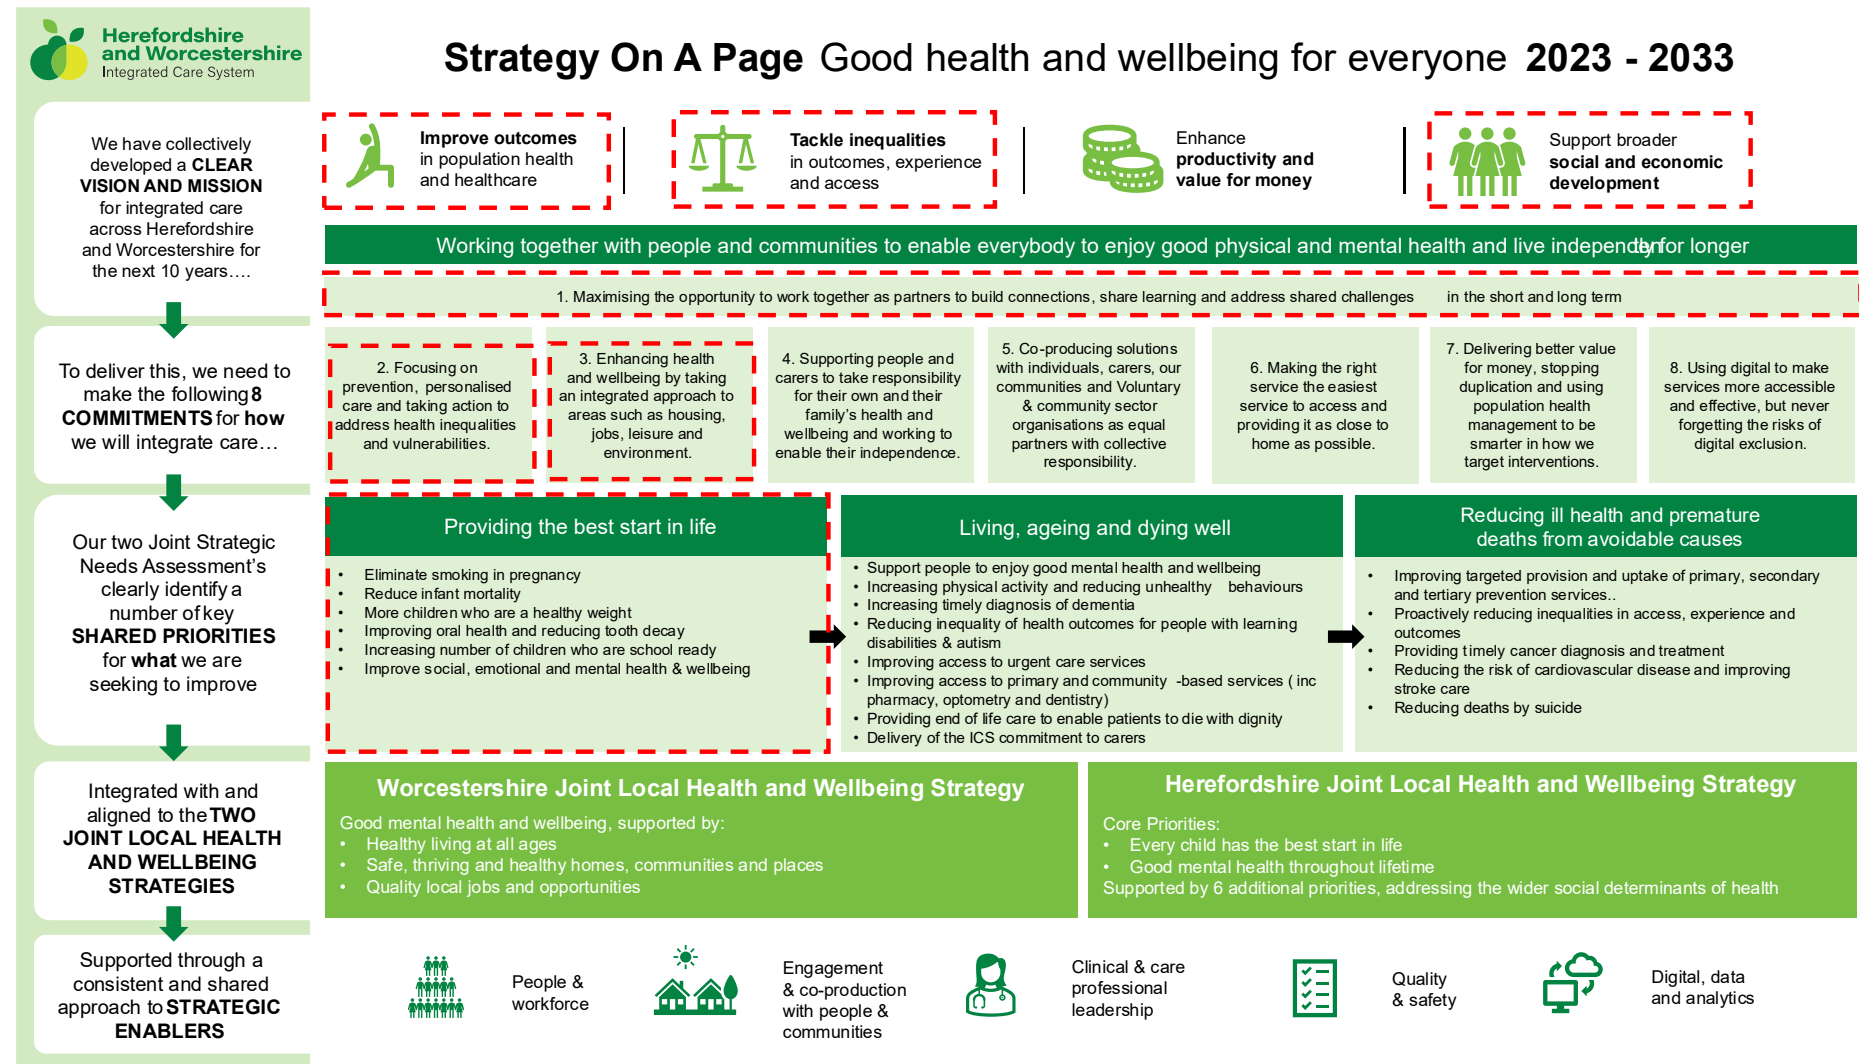 Herefordshire
and Worcestershire
Integrated Care System
Strategy On A Page Good health and wellbeing for everyone 2023 - 2033
We have collectively
developed a CLEAR
VISION AND MISSION
for integrated care
across Herefordshire
and Worcestershire for
the next 10 years….
Improve outcomes
in population health
and healthcare
Tackle inequalities
in outcomes, experience
and access
Enhance
productivity and
value for money
Support broader
social and economic
development
Working together with people and communities to enable everybody to enjoy good physical and mental health and live independently for longer
1. Maximising the opportunity to work together as partners to build connections, share learning and address shared challenges in the short and long term
To deliver this, we need to
make the following 8
COMMITMENTS for how
we will integrate care…
2. Focusing on
prevention, personalised
care and taking action to
address health inequalities
and vulnerabilities.
3. Enhancing health
and wellbeing by taking
an integrated approach to
areas such as housing,
jobs, leisure and
environment.
4. Supporting people and
carers to take responsibility
for their own and their
family’s health and
wellbeing and working to
enable their independence.
5. Co-producing solutions
with individuals, carers, our
communities and Voluntary
& community sector
organisations as equal
partners with collective
responsibility.
6. Making the right
service the easiest
service to access and
providing it as close to
home as possible.
7. Delivering better value
for money, stopping
duplication and using
population health
management to be
smarter in how we
target interventions.
8. Using digital to make
services more accessible
and effective, but never
forgetting the risks of
digital exclusion.
Our two Joint Strategic
Needs Assessment’s
clearly identify a
number of key
SHARED PRIORITIES
for what we are
seeking to improve
Providing the best start in life
• Eliminate smoking in pregnancy
• Reduce infant mortality
• More children who are a healthy weight
• Improving oral health and reducing tooth decay
• Increasing number of children who are school ready
• Improve social, emotional and mental health & wellbeing
Living, ageing and dying well
• Support people to enjoy good mental health and wellbeing
• Increasing physical activity and reducing unhealthy behaviours
• Increasing timely diagnosis of dementia
• Reducing inequality of health outcomes for people with learning
disabilities & autism
• Improving access to urgent care services
• Improving access to primary and community -based services ( inc
pharmacy, optometry and dentistry)
• Providing end of life care to enable patients to die with dignity
• Delivery of the ICS commitment to carers
Reducing ill health and premature
deaths from avoidable causes
• Improving targeted provision and uptake of primary, secondary
and tertiary prevention services..
• Proactively reducing inequalities in access, experience and
outcomes
• Providing timely cancer diagnosis and treatment
• Reducing the risk of cardiovascular disease and improving
stroke care
• Reducing deaths by suicide
Integrated with and
aligned to the TWO
JOINT LOCAL HEALTH
AND WELLBEING
STRATEGIES
Worcestershire Joint Local Health and Wellbeing Strategy
Good mental health and wellbeing, supported by:
• Healthy living at all ages
• Safe, thriving and healthy homes, communities and places
• Quality local jobs and opportunities
Herefordshire Joint Local Health and Wellbeing Strategy
Core Priorities:
• Every child has the best start in life
• Good mental health throughout lifetime
Supported by 6 additional priorities, addressing the wider social determinants of health
Supported through a
consistent and shared
approach to STRATEGIC
ENABLERS
People &
workforce
Engagement
& co-production
with people &
communities
Clinical & care
professional
leadership
Quality
& safety
Digital, data
and analytics